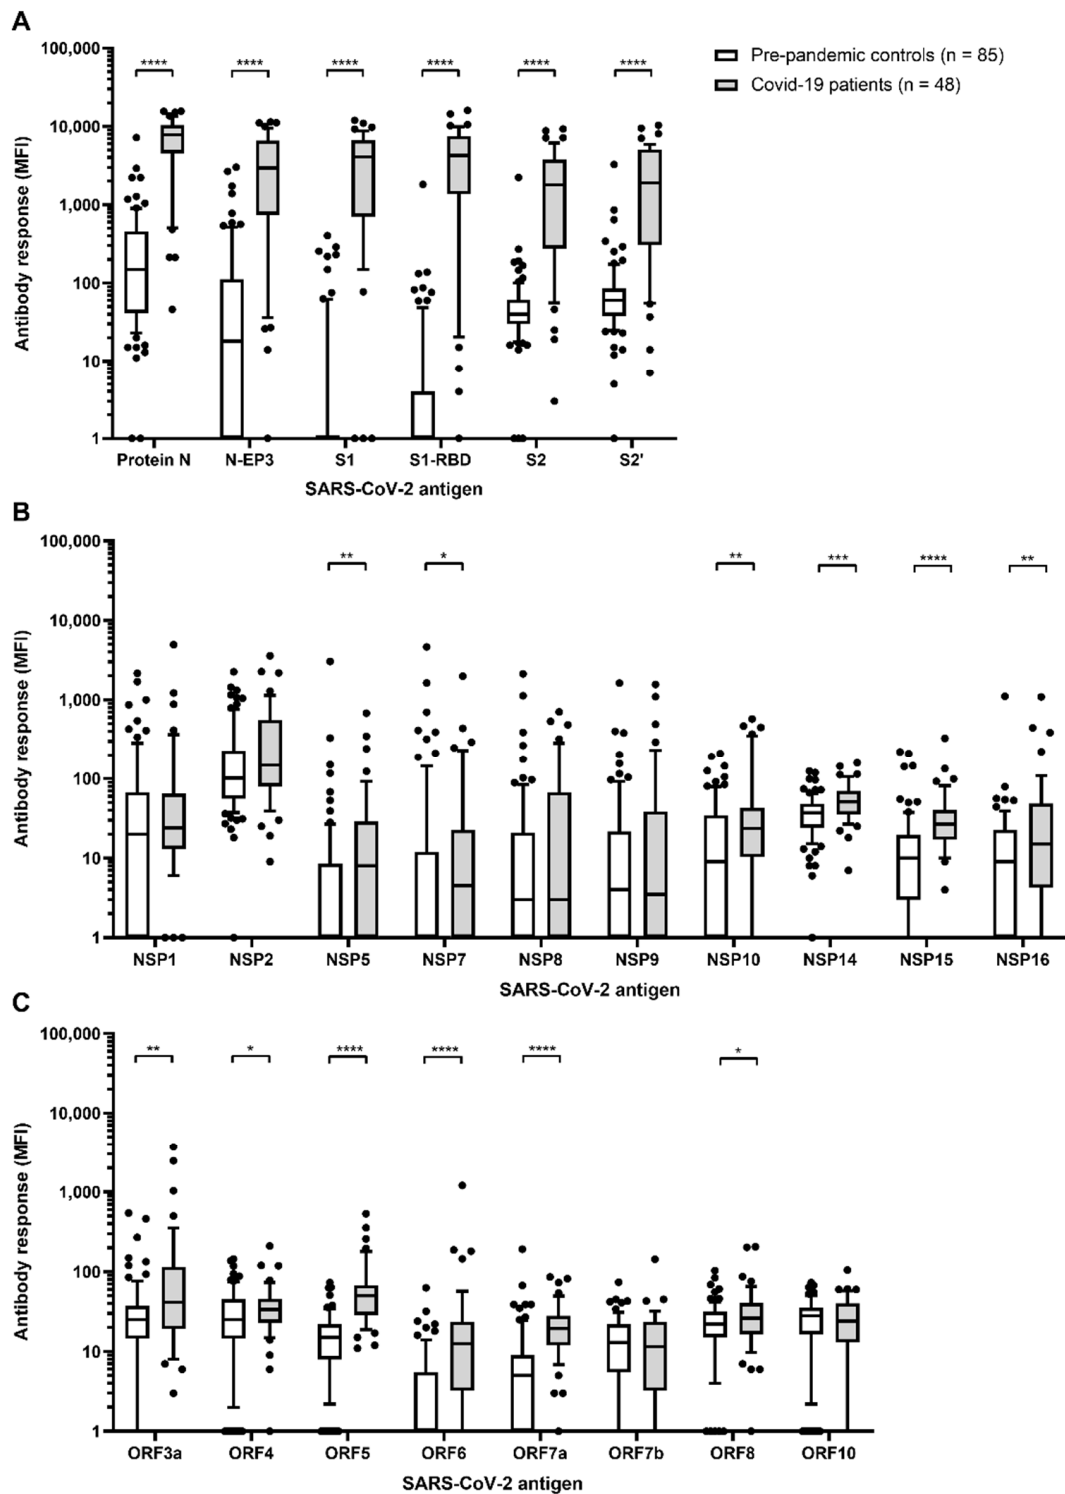 A
100,000
10,000
1,000
100
10
1
Antibody response (MFI)
**** **** **** **** **** ****
Pre-pandemic controls (n = 85)
Covid-19 patients (n = 48)
Protein N N-EP3 S1 S1-RBD S2 S2'
SARS-CoV-2 antigen
B
100,000
10,000
1,000
100
10
1
Antibody response (MFI)
** * ** *** **** **
NSP1 NSP2 NSP5 NSP7 NSP8 NSP9 NSP10 NSP14 NSP15 NSP16
SARS-CoV-2 antigen
C
100,000
10,000
1,000
100
10
1
Antibody response (MFI)
** * **** **** **** *
ORF3a ORF4 ORF5 ORF6 ORF7a ORF7b ORF8 ORF10
SARS-CoV-2 antigen